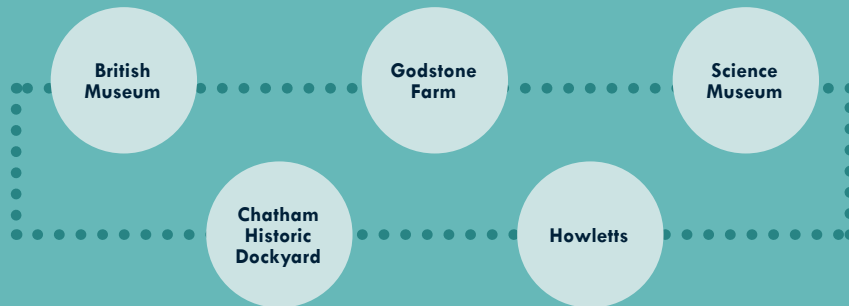 British
Museum
Godstone
Farm
Science
Museum
Chatham
Historic
Dockyard
Howletts